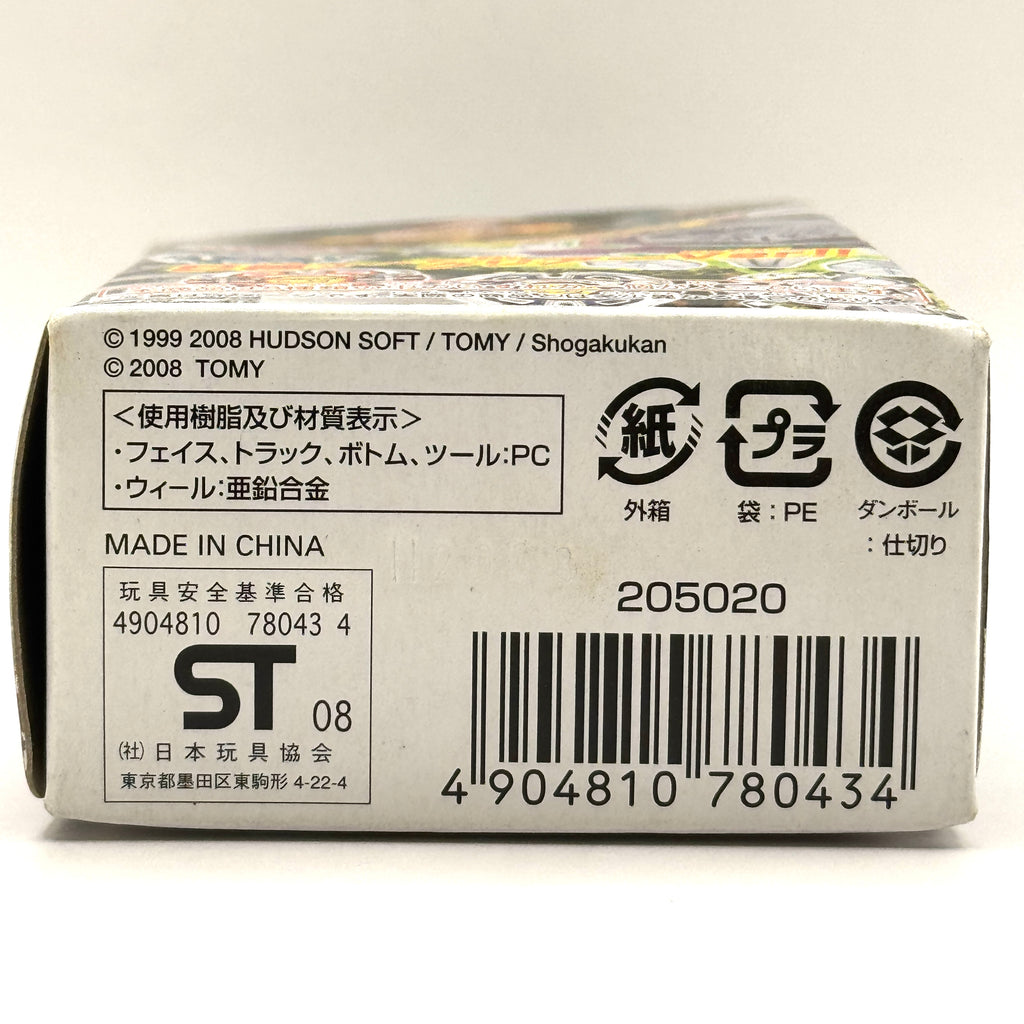 © 1999 2008 HUDSON SOFT / TOMY / Shogakukan
© 2008 TOMY
＜使用樹脂及び材質表示＞
・フェイス、トラック、ボトム、ツール:PC
・ウィール:亜鉛合金
紙
プラ
外箱
袋:PE
ダンボール
:仕切り
MADE IN CHINA
玩具安全基準合格
4904810 78043 4
ST 08
(社)日本玩具協会
東京都墨田区東駒形 4-22-4
205020
4 904810 780434